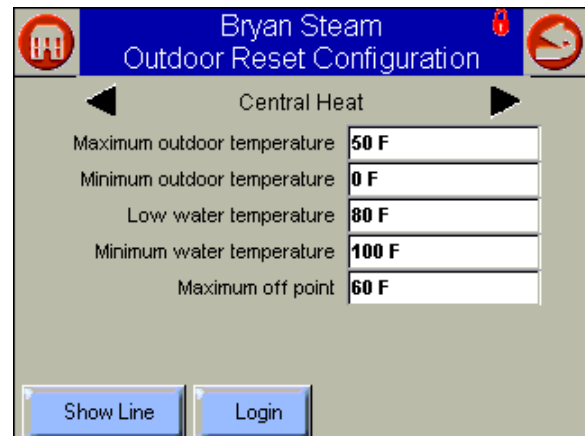 Bryan Steam
Outdoor Reset Configuration
Central Heat
Maximum outdoor temperature 50 F
Minimum outdoor temperature 0 F
Low water temperature 80 F
Minimum water temperature 100 F
Maximum off point 60 F
Show Line Login